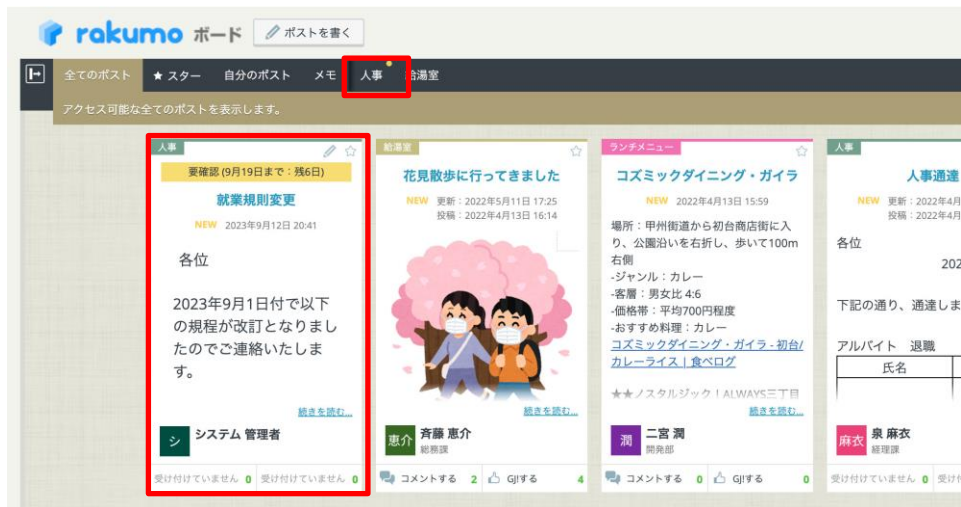 rakumo ボード ポストを書く
全てのポスト ★ スター 自分のポスト メモ 人事 給湯室
アクセス可能な全てのポストを表示します。
人事
要確認 (9月19日まで：残6日)
就業規則変更
NEW 2023年9月12日 20:41
各位
2023年9月1日付で以下
の規程が改訂となりまし
たのでご連絡いたしま
す。
続きを読む...
シ システム 管理者
受け付けていません 0 受け付けていません 0
給湯室
花見散歩に行ってきました
NEW 更新：2022年5月11日 17:25
投稿：2022年4月13日 16:14
続きを読む...
恵介 斉藤 恵介
総務課
コメントする 2 GJ!する 4
ランチメニュー
コズミックダイニング・ガイラ
NEW 2022年4月13日 15:59
場所：甲州街道から初台商店街に入
り、公園沿いを右折し、歩いて100m
右側
-ジャンル：カレー
-客層：男女比 4:6
-価格帯：平均700円程度
-おすすめ料理：カレー
コズミックダイニング・ガイラ - 初台/
カレーライス | 食べログ
★★ノスタルジック！ALWAYS三丁目
続きを読む...
潤 二宮 潤
開発部
コメントする 0 GJ!する 0
人事
人事通達
NEW 更新：2022年4月
投稿：2022年4月
各位
202
下記の通り、通達しま
アルバイト 退職
氏名
麻衣 泉 麻衣
経理課
受け付けていません 0 受け付